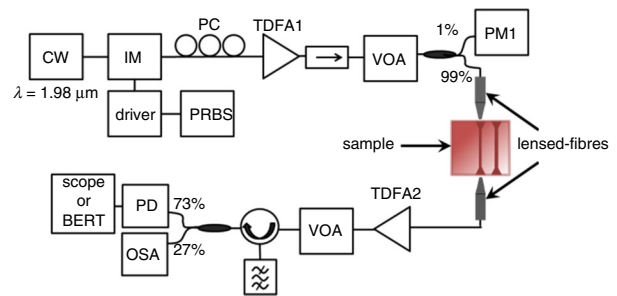 PC
TDFA1
1%
PM1
CW
IM
VOA
99%
λ = 1.98 μm
driver
PRBS
sample
lensed-fibres
scope
or
BERT
PD
73%
TDFA2
VOA
OSA
27%